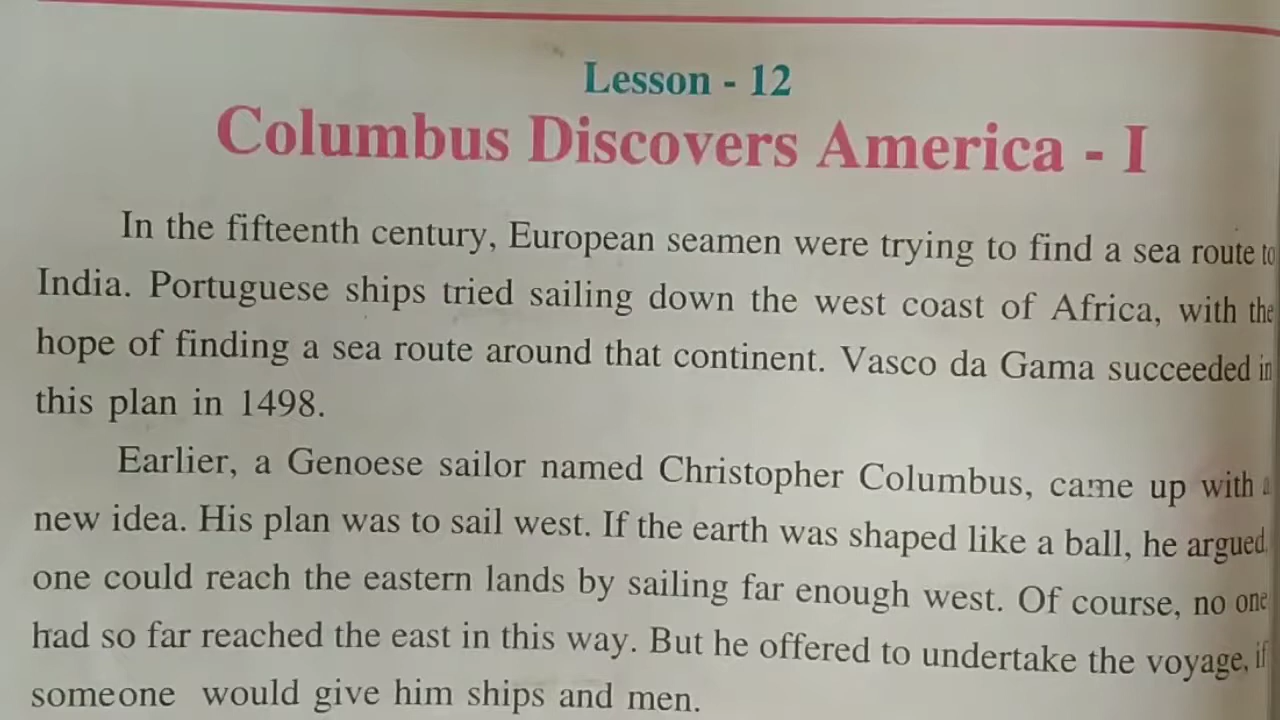 Lesson - 12
Columbus Discovers America - I
In the fifteenth century, European seamen were trying to find a sea route to
India. Portuguese ships tried sailing down the west coast of Africa, with the
hope of finding a sea route around that continent. Vasco da Gama succeeded in
this plan in 1498.
Earlier, a Genoese sailor named Christopher Columbus, came up with a
new idea. His plan was to sail west. If the earth was shaped like a ball, he argued,
one could reach the eastern lands by sailing far enough west. Of course, no one
had so far reached the east in this way. But he offered to undertake the voyage, if
someone would give him ships and men.